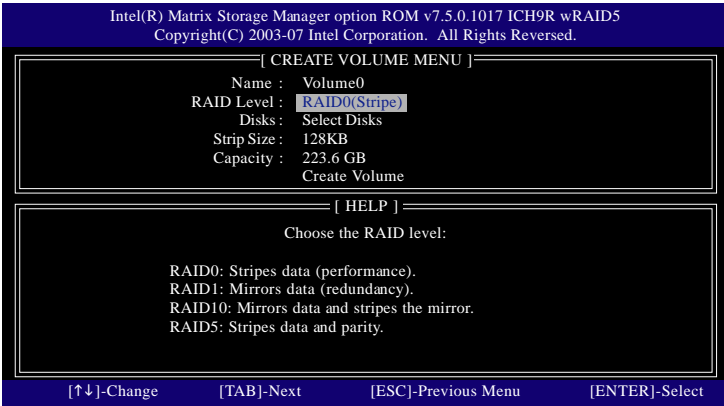 Intel(R) Matrix Storage Manager option ROM v7.5.0.1017 ICH9R wRAID5
Copyright(C) 2003-07 Intel Corporation. All Rights Reversed.
[ CREATE VOLUME MENU ]
Name : Volume0
RAID Level : RAID0(Stripe)
Disks : Select Disks
Strip Size : 128KB
Capacity : 223.6 GB
Create Volume
[ HELP ]
Choose the RAID level:
RAID0: Stripes data (performance).
RAID1: Mirrors data (redundancy).
RAID10: Mirrors data and stripes the mirror.
RAID5: Stripes data and parity.
[↑↓]-Change [TAB]-Next [ESC]-Previous Menu [ENTER]-Select